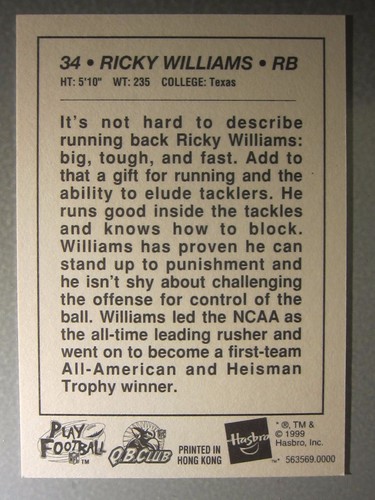 34 • RICKY WILLIAMS • RB
HT: 5'10" WT: 235 COLLEGE: Texas
It's not hard to describe
running back Ricky Williams:
big, tough, and fast. Add to
that a gift for running and the
ability to elude tacklers. He
runs good inside the tackles
and knows how to block.
Williams has proven he can
stand up to punishment and
he isn't shy about challenging
the offense for control of the
ball. Williams led the NCAA as
the all-time leading rusher and
went on to become a first-team
All-American and Heisman
Trophy winner.
PLAY
FOOTBALL
TM
QB CLUB
PRINTED IN
HONG KONG
Hasbro
* ®, TM &
© 1999
Hasbro, Inc.
563569.0000